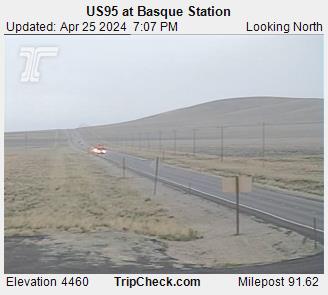 US95 at Basque Station
Updated: Apr 25 2024 7:07 PM Looking North
Elevation 4460 TripCheck.com Milepost 91.62